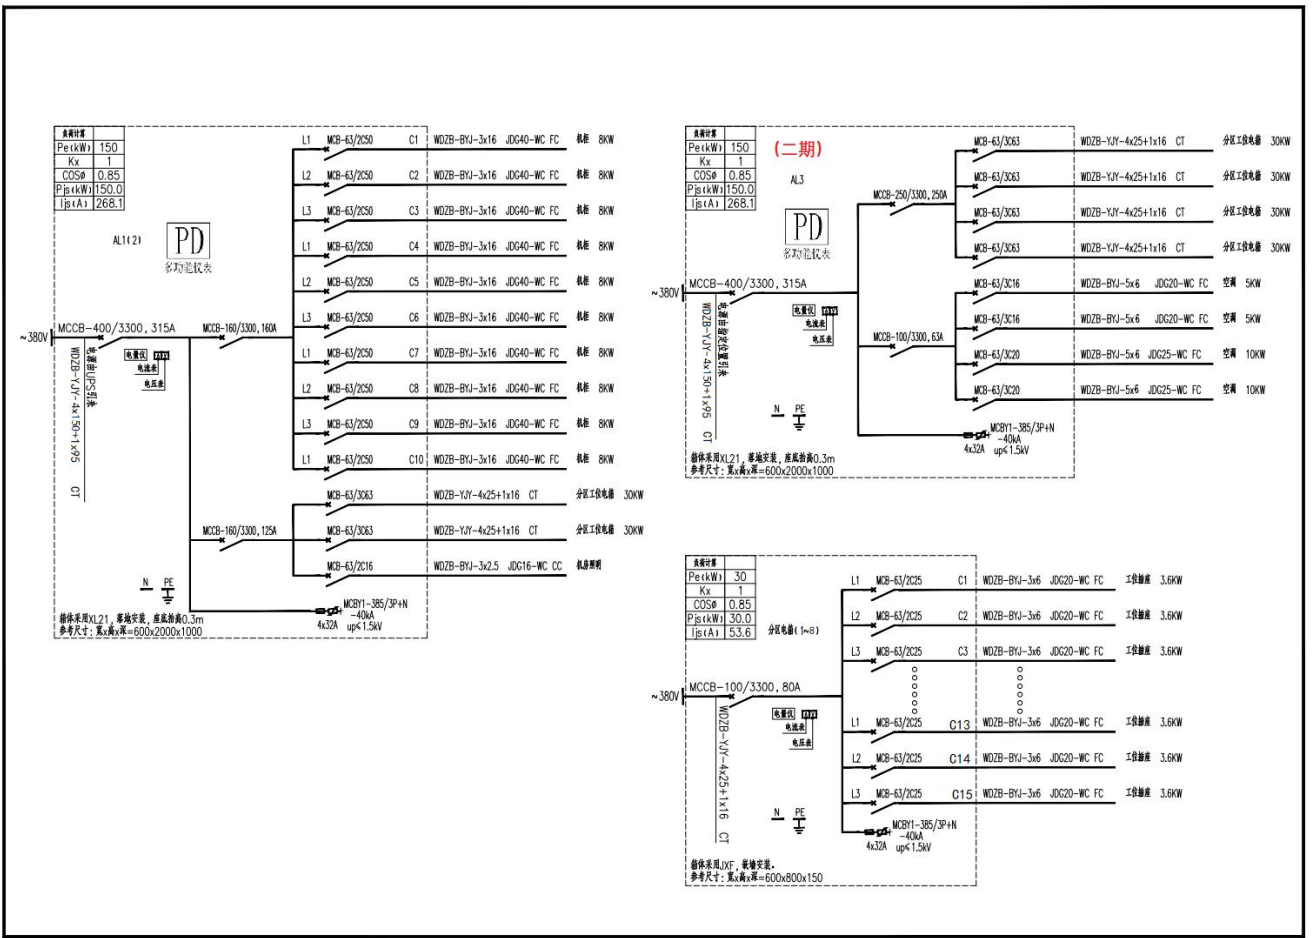 负荷计算
Pe(kW) 150
Kx 1
COSø 0.85
Pjs(kW) 150.0
Ijs(A) 268.1
AL1(2)
PD
多功能仪表
~380V
MCCB-400/3300, 315A
电源由UPS引来
WDZB-YJY-4x150+1x95 CT
电量仪
电流表
电压表
MCCB-160/3300, 160A
L1 MCB-63/2C50 C1 WDZB-BYJ-3x16 JDG40-WC FC 机柜 8KW
L2 MCB-63/2C50 C2 WDZB-BYJ-3x16 JDG40-WC FC 机柜 8KW
L3 MCB-63/2C50 C3 WDZB-BYJ-3x16 JDG40-WC FC 机柜 8KW
L1 MCB-63/2C50 C4 WDZB-BYJ-3x16 JDG40-WC FC 机柜 8KW
L2 MCB-63/2C50 C5 WDZB-BYJ-3x16 JDG40-WC FC 机柜 8KW
L3 MCB-63/2C50 C6 WDZB-BYJ-3x16 JDG40-WC FC 机柜 8KW
L1 MCB-63/2C50 C7 WDZB-BYJ-3x16 JDG40-WC FC 机柜 8KW
L2 MCB-63/2C50 C8 WDZB-BYJ-3x16 JDG40-WC FC 机柜 8KW
L3 MCB-63/2C50 C9 WDZB-BYJ-3x16 JDG40-WC FC 机柜 8KW
L1 MCB-63/2C50 C10 WDZB-BYJ-3x16 JDG40-WC FC 机柜 8KW
MCCB-160/3300, 125A
MCB-63/3C63 WDZB-YJY-4x25+1x16 CT 分区工位电箱 30KW
MCB-63/3C63 WDZB-YJY-4x25+1x16 CT 分区工位电箱 30KW
MCB-63/2C16 WDZB-BYJ-3x2.5 JDG16-WC CC 机房照明
N PE
4x32A
MCBY1-385/3P+N
-40kA
up≤1.5kV
箱体采用XL21, 落地安装, 座底抬高0.3m
参考尺寸: 宽x高x深=600x2000x1000
负荷计算
Pe(kW) 150
Kx 1
COSø 0.85
Pjs(kW) 150.0
Ijs(A) 268.1
(二期)
AL3
PD
多功能仪表
~380V
MCCB-400/3300, 315A
电源由指定位置引来
WDZB-YJY-4x150+1x95 CT
电量仪
电流表
电压表
MCCB-250/3300, 250A
MCB-63/3C63 WDZB-YJY-4x25+1x16 CT 分区工位电箱 30KW
MCB-63/3C63 WDZB-YJY-4x25+1x16 CT 分区工位电箱 30KW
MCB-63/3C63 WDZB-YJY-4x25+1x16 CT 分区工位电箱 30KW
MCB-63/3C63 WDZB-YJY-4x25+1x16 CT 分区工位电箱 30KW
MCCB-100/3300, 63A
MCB-63/3C16 WDZB-BYJ-5x6 JDG20-WC FC 空调 5KW
MCB-63/3C16 WDZB-BYJ-5x6 JDG20-WC FC 空调 5KW
MCB-63/3C20 WDZB-BYJ-5x6 JDG25-WC FC 空调 10KW
MCB-63/3C20 WDZB-BYJ-5x6 JDG25-WC FC 空调 10KW
N PE
4x32A
MCBY1-385/3P+N
-40kA
up≤1.5kV
箱体采用XL21, 落地安装, 座底抬高0.3m
参考尺寸: 宽x高x深=600x2000x1000
负荷计算
Pe(kW) 30
Kx 1
COSø 0.85
Pjs(kW) 30.0
Ijs(A) 53.6
分区电箱(1~8)
~380V
MCCB-100/3300, 80A
WDZB-YJY-4x25+1x16 CT
电量仪
电流表
电压表
L1 MCB-63/2C25 C1 WDZB-BYJ-3x6 JDG20-WC FC 工位插座 3.6KW
L2 MCB-63/2C25 C2 WDZB-BYJ-3x6 JDG20-WC FC 工位插座 3.6KW
L3 MCB-63/2C25 C3 WDZB-BYJ-3x6 JDG20-WC FC 工位插座 3.6KW
L1 MCB-63/2C25 C13 WDZB-BYJ-3x6 JDG20-WC FC 工位插座 3.6KW
L2 MCB-63/2C25 C14 WDZB-BYJ-3x6 JDG20-WC FC 工位插座 3.6KW
L3 MCB-63/2C25 C15 WDZB-BYJ-3x6 JDG20-WC FC 工位插座 3.6KW
N PE
4x32A
MCBY1-385/3P+N
-40kA
up≤1.5kV
箱体采用JXF, 嵌墙安装。
参考尺寸: 宽x高x深=600x800x150